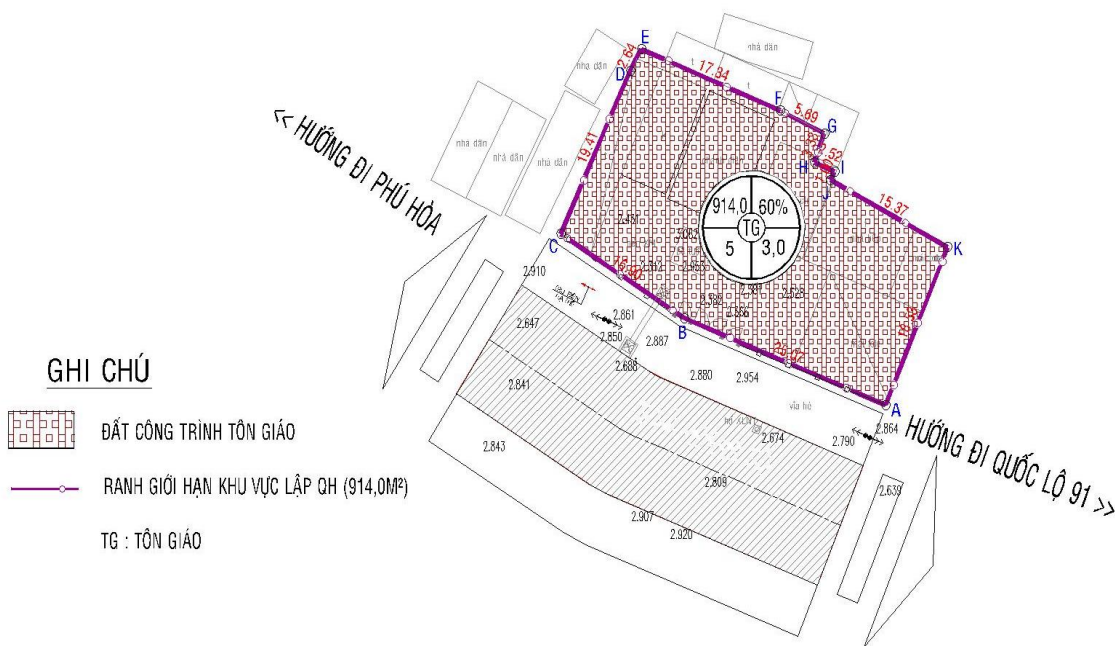 E
nhà dân
nhà dân
2.64
D
17.34
F
5.69
G
<< HƯỚNG ĐI PHÚ HÒA
nhà dân
nhà dân
nhà dân
19.41
H
I
J
15.37
914,0
60%
TG
5
3,0
K
C
2.910
16.90
B
2.861
2.850
2.887
2.688
2.647
2.841
2.843
2.880
2.954
vỉa hè
2.674
2.790
2.864
A
2.809
2.907
2.920
2.639
HƯỚNG ĐI QUỐC LỘ 91 >>
GHI CHÚ
ĐẤT CÔNG TRÌNH TÔN GIÁO
RANH GIỚI HẠN KHU VỰC LẬP QH (914,0M²)
TG : TÔN GIÁO